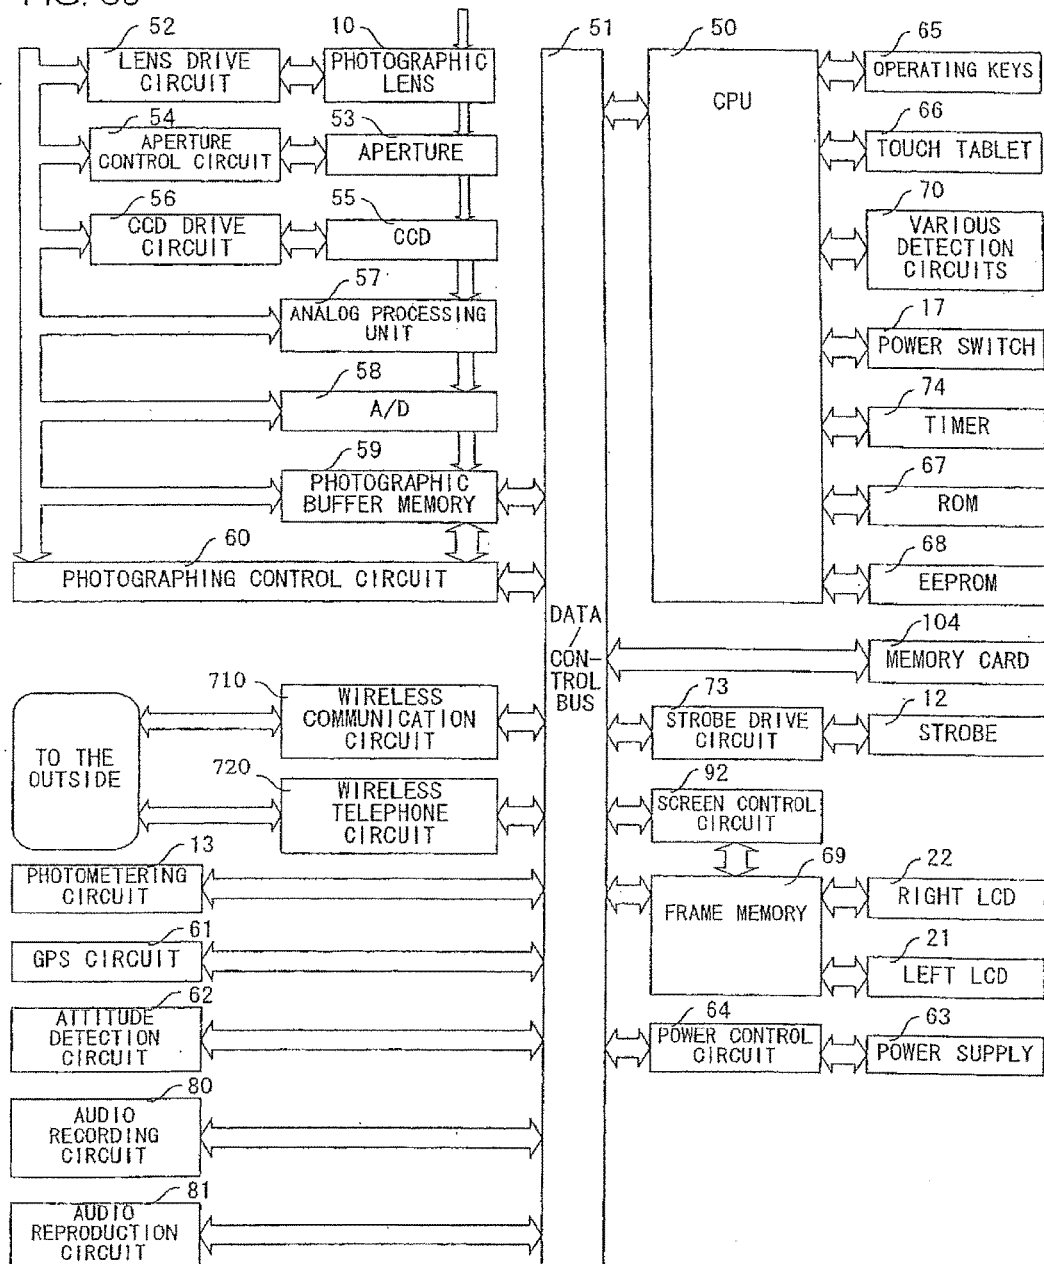 52
LENS DRIVE
CIRCUIT
10
PHOTOGRAPHIC
LENS
54
APERTURE
CONTROL CIRCUIT
53
APERTURE
56
CCD DRIVE
CIRCUIT
55
CCD
57
ANALOG PROCESSING
UNIT
58
A/D
59
PHOTOGRAPHIC
BUFFER MEMORY
60
PHOTOGRAPHING CONTROL CIRCUIT
710
WIRELESS
COMMUNICATION
CIRCUIT
TO THE
OUTSIDE
720
WIRELESS
TELEPHONE
CIRCUIT
13
PHOTOMETERING
CIRCUIT
61
GPS CIRCUIT
62
ATTITUDE
DETECTION
CIRCUIT
80
AUDIO
RECORDING
CIRCUIT
81
AUDIO
REPRODUCTION
CIRCUIT
51
DATA
/
CON-
TROL
BUS
50
CPU
65
OPERATING KEYS
66
TOUCH TABLET
70
VARIOUS
DETECTION
CIRCUITS
17
POWER SWITCH
74
TIMER
67
ROM
68
EEPROM
104
MEMORY CARD
73
STROBE DRIVE
CIRCUIT
12
STROBE
92
SCREEN CONTROL
CIRCUIT
69
FRAME MEMORY
22
RIGHT LCD
21
LEFT LCD
64
POWER CONTROL
CIRCUIT
63
POWER SUPPLY